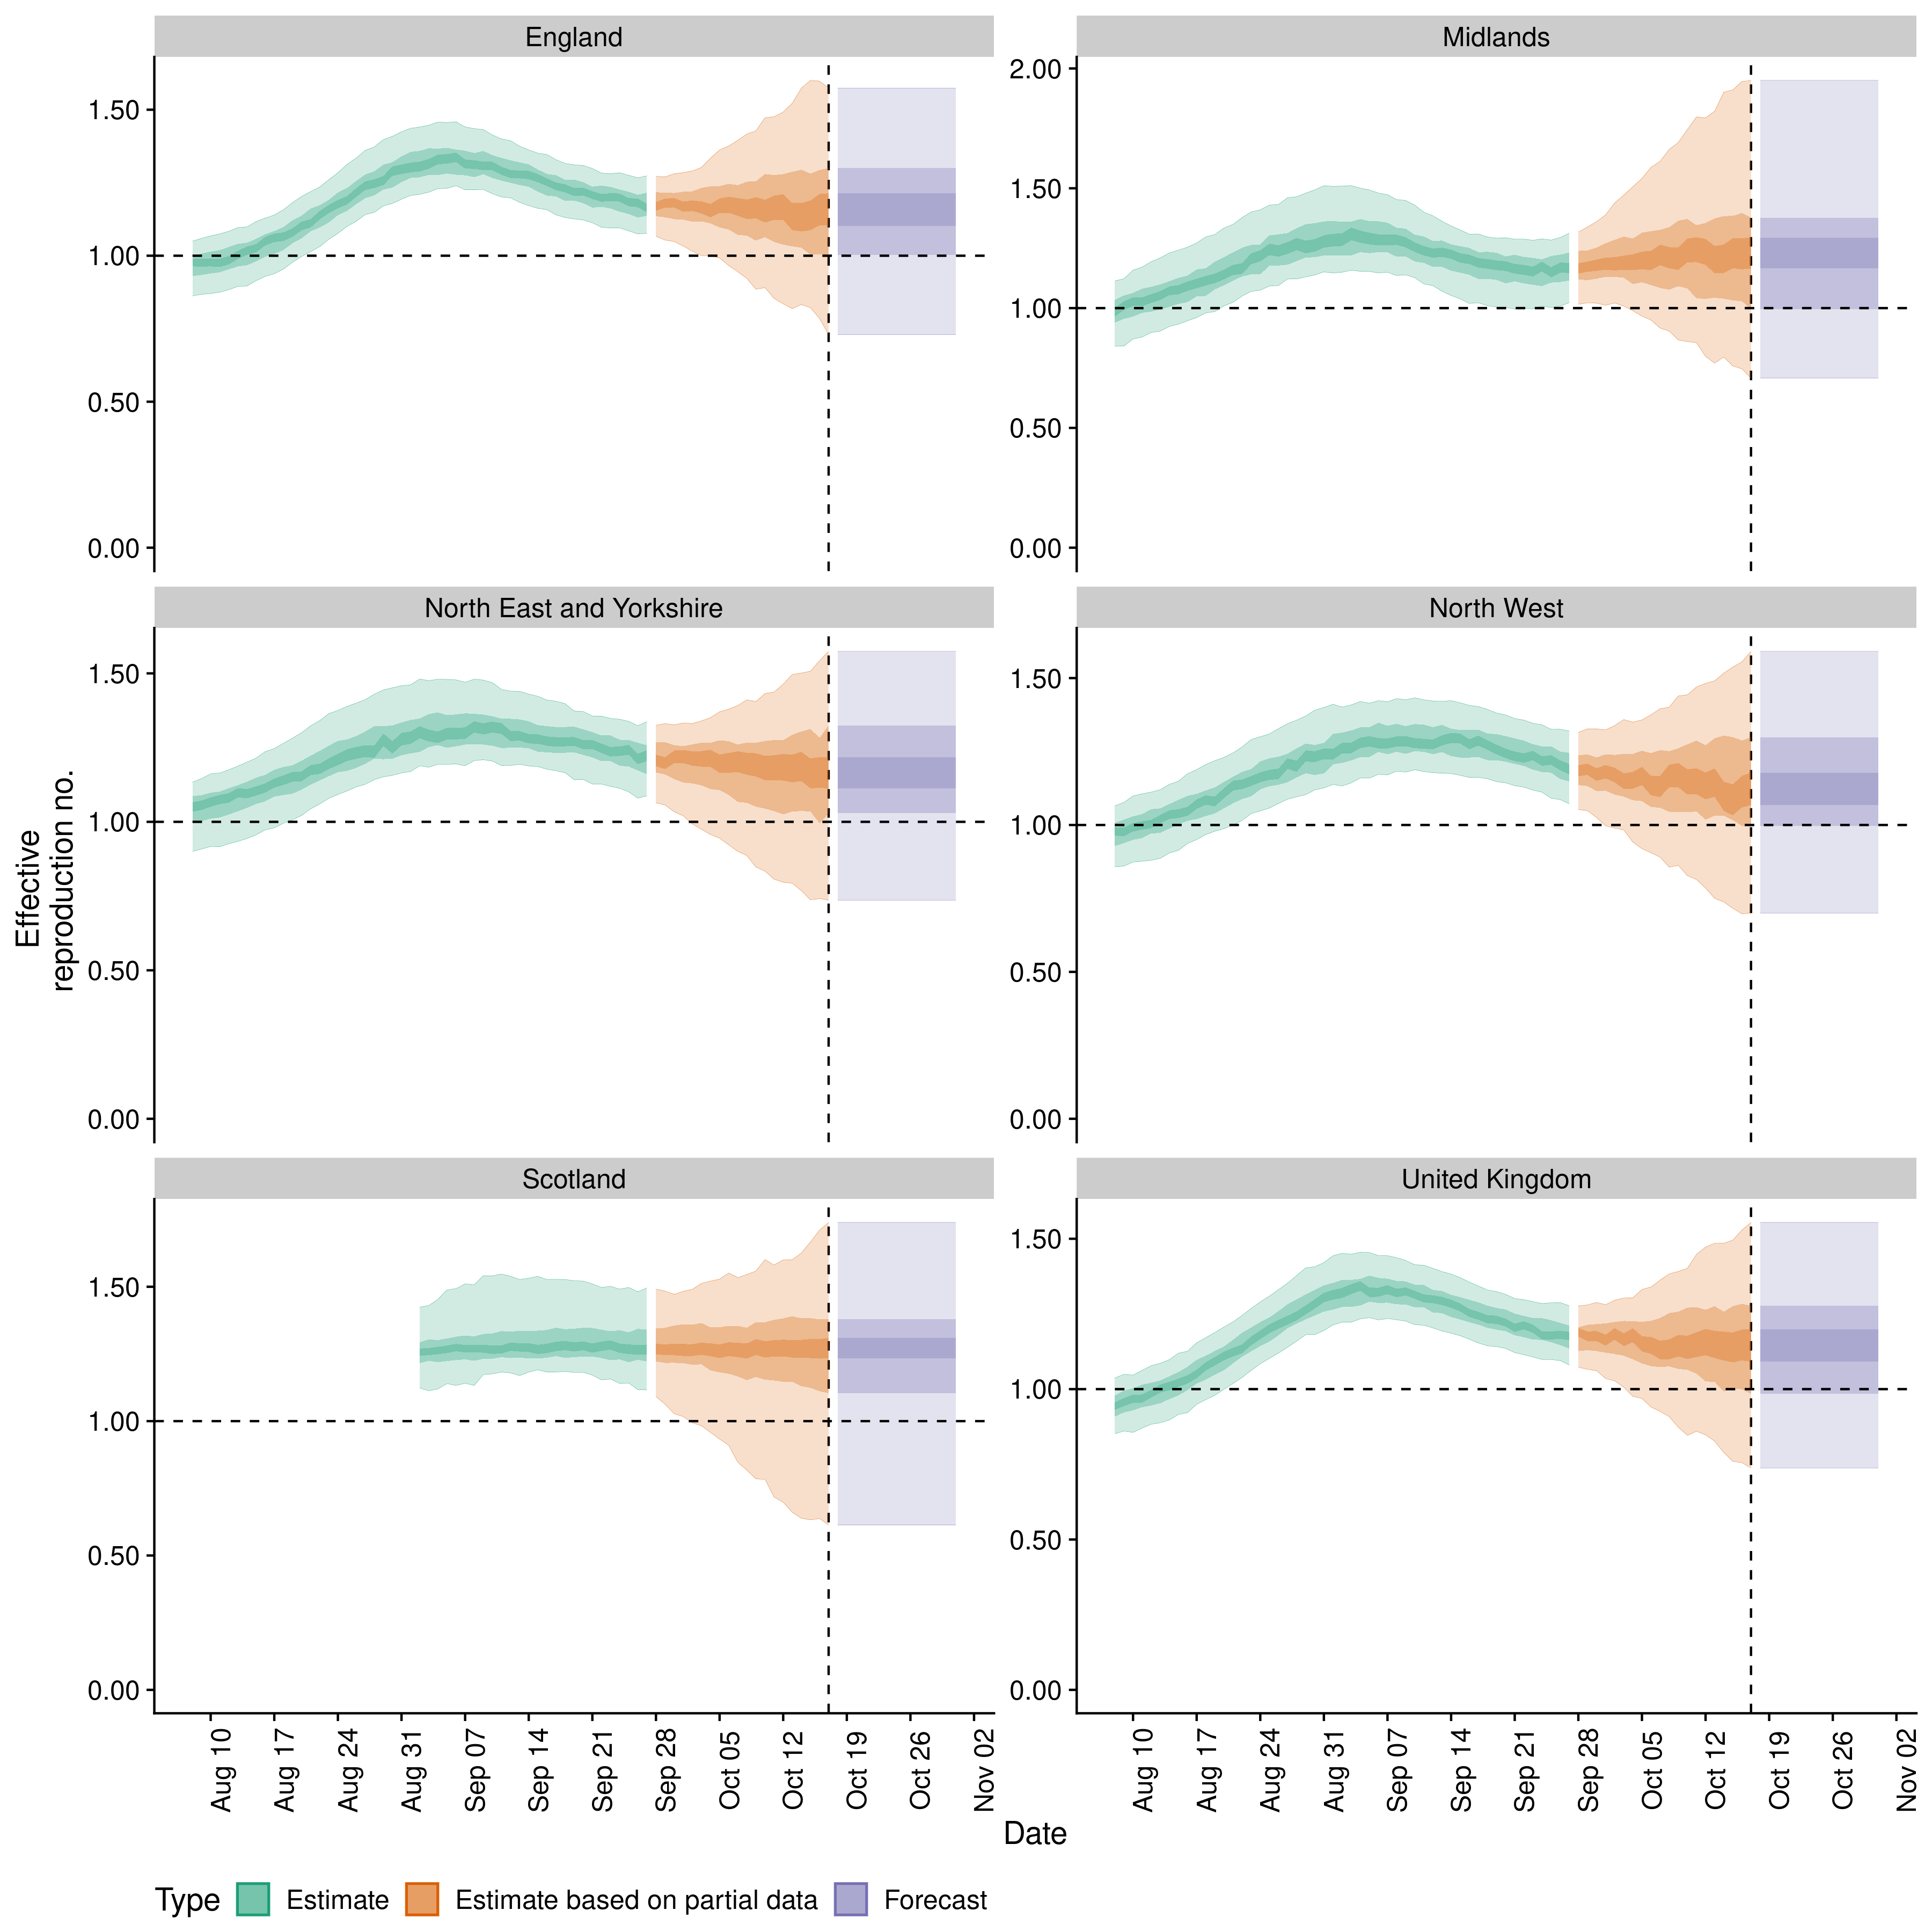 England
Midlands
1.50
1.00
0.50
0.00
2.00
1.50
1.00
0.50
0.00
North East and Yorkshire
North West
1.50
1.00
0.50
0.00
1.50
1.00
0.50
0.00
Effective
reproduction no.
Scotland
United Kingdom
1.50
1.00
0.50
0.00
1.50
1.00
0.50
0.00
Aug 10
Aug 17
Aug 24
Aug 31
Sep 07
Sep 14
Sep 21
Sep 28
Oct 05
Oct 12
Oct 19
Oct 26
Nov 02
Aug 10
Aug 17
Aug 24
Aug 31
Sep 07
Sep 14
Sep 21
Sep 28
Oct 05
Oct 12
Oct 19
Oct 26
Nov 02
Date
Type Estimate Estimate based on partial data Forecast